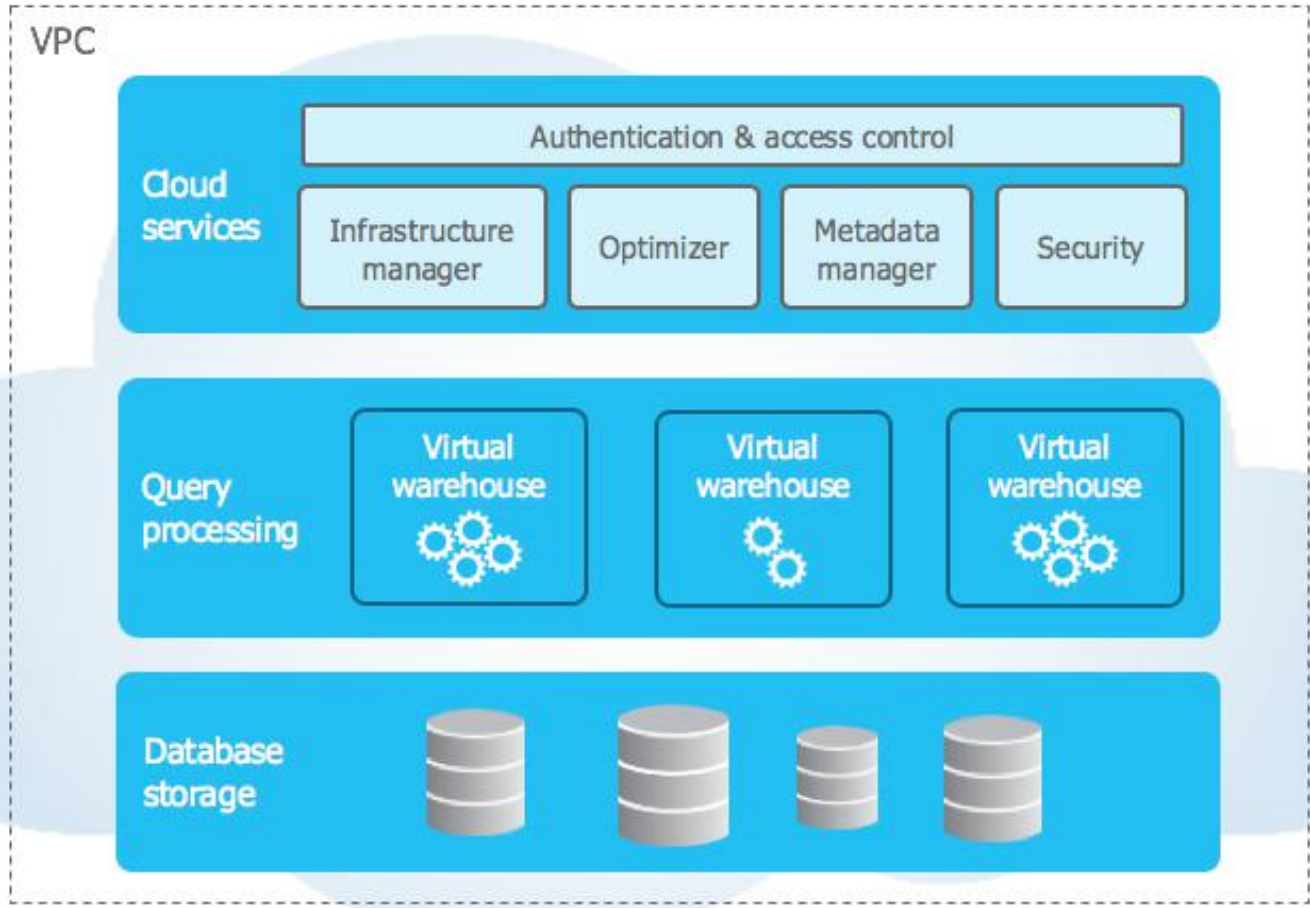 VPC
Authentication & access control
Cloud
services
Infrastructure
manager
Optimizer
Metadata
manager
Security
Query
processing
Virtual
warehouse
Virtual
warehouse
Virtual
warehouse
Database
storage